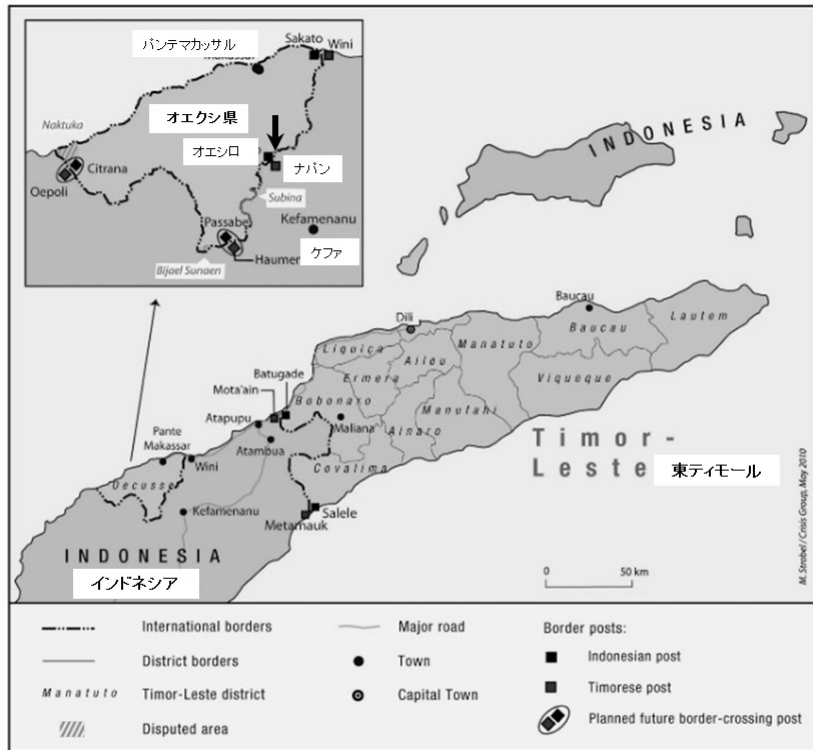 パンテマカッサル
Sakato
Wini
オエクシ県
Naktuka
オエシロ
ナパン
Citrana
Oepoli
Subina
Passabe
Kefamenanu
ケファ
Bijael Sunaen
INDONESIA
Dili
Baucau
Lautem
Baucau
Manatuto
Liquica
Aileu
Viqueque
Batugade
Ermera
Mota'ain
Bobonaro
Manufahi
Atapupu
Maliana
Ainaro
Pante
Makassar
Wini
Atambua
Covalima
Timor-
Leste
東ティモール
Oecusse
Kefamenanu
Salele
Metamauk
INDONESIA
インドネシア
0
50 km
M. Strobel / Crisis Group, May 2010
International borders
Major road
Border posts:
District borders
Town
Indonesian post
Manatuto
Timor-Leste district
Capital Town
Timorese post
Disputed area
Planned future border-crossing post